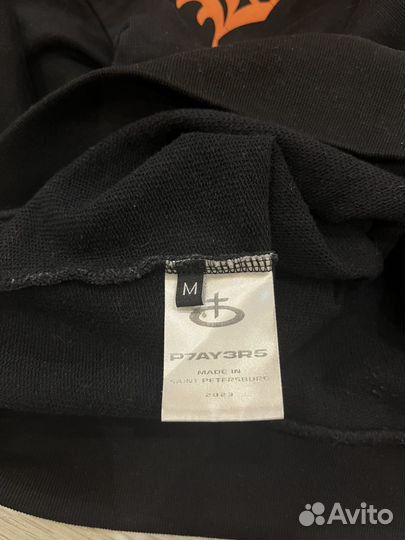 M
P7AY3R5
MADE IN
SAINT PETERSBURG
2023
Avito